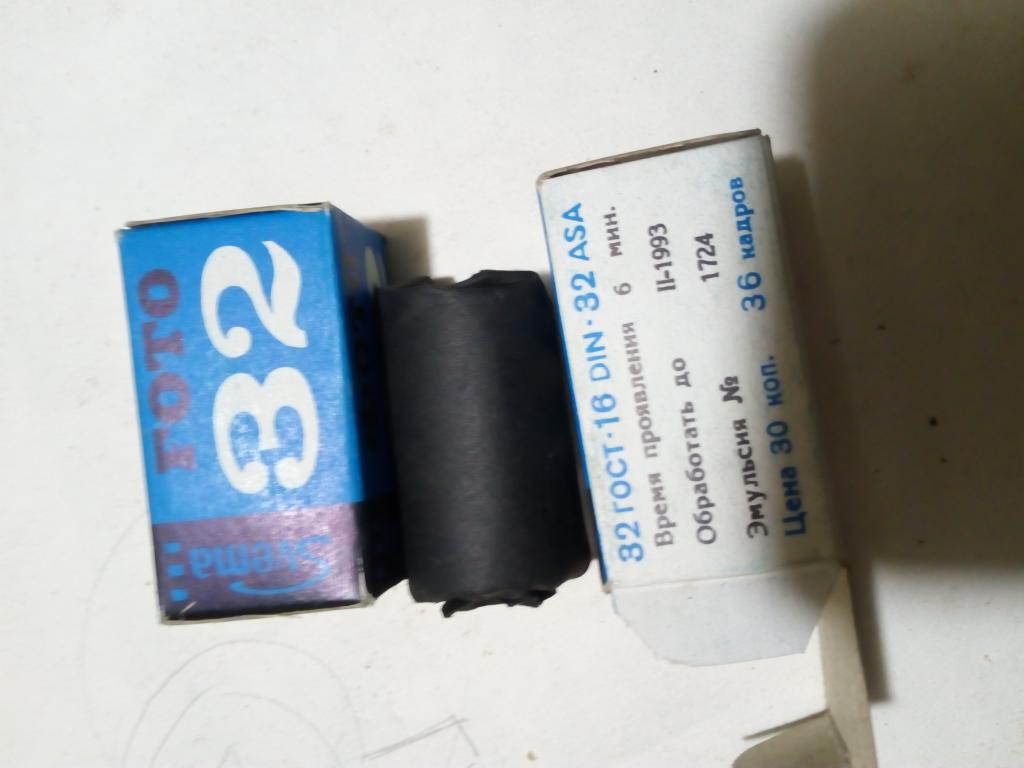 FOTO
32
Svema
32 ГОСТ·16 DIN·32 ASA
Время проявления 6 мин.
Обработать до II-1993
Эмульсия № 1724
Цена 30 коп. 36 кадров